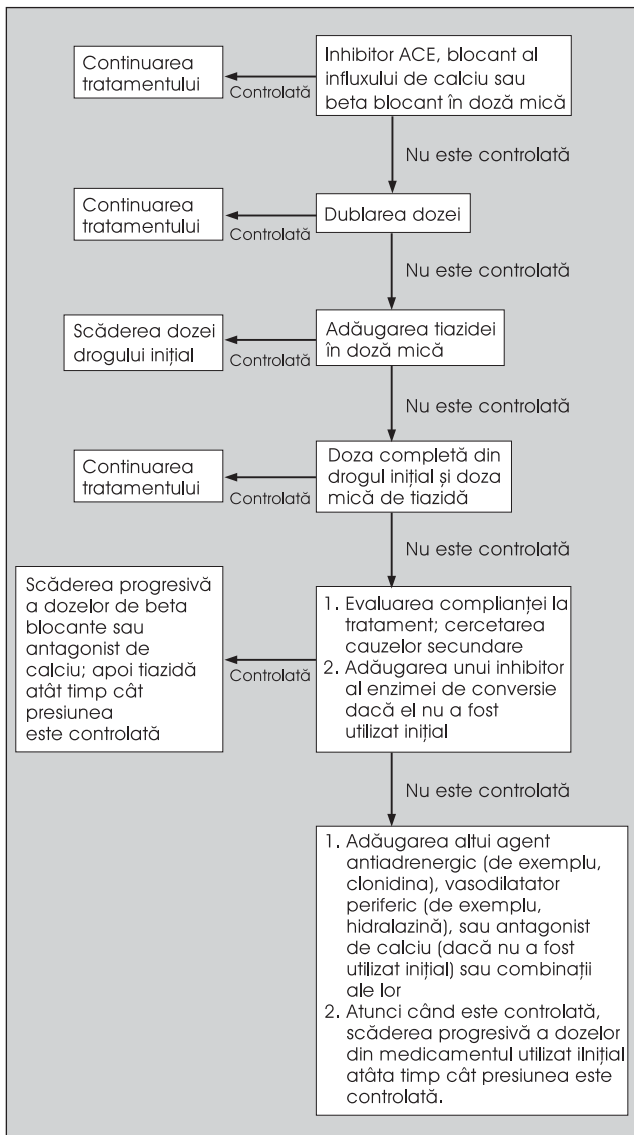 Inhibitor ACE, blocant al
influxului de calciu sau
beta blocant în doză mică
Controlată
Continuarea
tratamentului
Nu este controlată
Dublarea dozei
Controlată
Continuarea
tratamentului
Nu este controlată
Adăugarea tiazidei
în doză mică
Controlată
Scăderea dozei
drogului inițial
Nu este controlată
Doza completă din
drogul inițial și doza
mică de tiazidă
Controlată
Continuarea
tratamentului
Nu este controlată
1. Evaluarea complianței la
tratament; cercetarea
cauzelor secundare
2. Adăugarea unui inhibitor
al enzimei de conversie
dacă el nu a fost
utilizat inițial
Controlată
Scăderea progresivă
a dozelor de beta
blocante sau
antagonist de
calciu; apoi tiazidă
atât timp cât
presiunea
este controlată
Nu este controlată
1. Adăugarea altui agent
antiadrenergic (de exemplu,
clonidina), vasodilatator
periferic (de exemplu,
hidralazină), sau antagonist
de calciu (dacă nu a fost
utilizat inițial) sau combinații
ale lor
2. Atunci când este controlată,
scăderea progresivă a dozelor
din medicamentul utilizat ilnițial
atâta timp cât presiunea este
controlată.